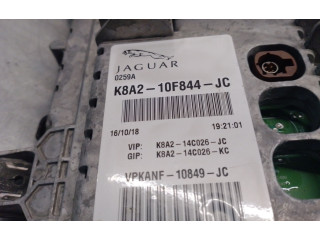 JAGUAR
0259A
K8A2-10F844-JC
16/10/18 19:21:01
VIP: K8A2-14C026-JC
GIP: K8A2-14C026-KC
VPKANF-10849-JC